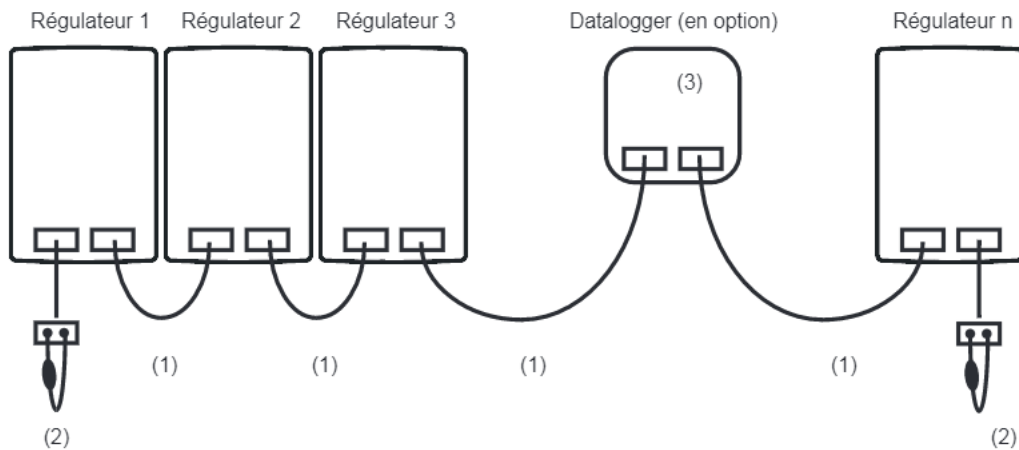 Régulateur 1
Régulateur 2
Régulateur 3
Datalogger (en option)
Régulateur n
(3)
(1)
(1)
(1)
(1)
(2)
(2)